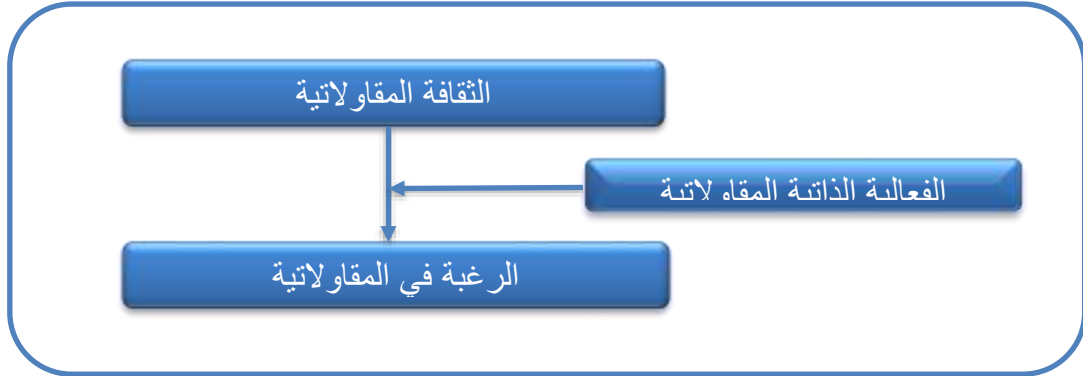 الثقافة المقاولاتية
الفعالية الذاتية المقاولاتية
الرغبة في المقاولاتية